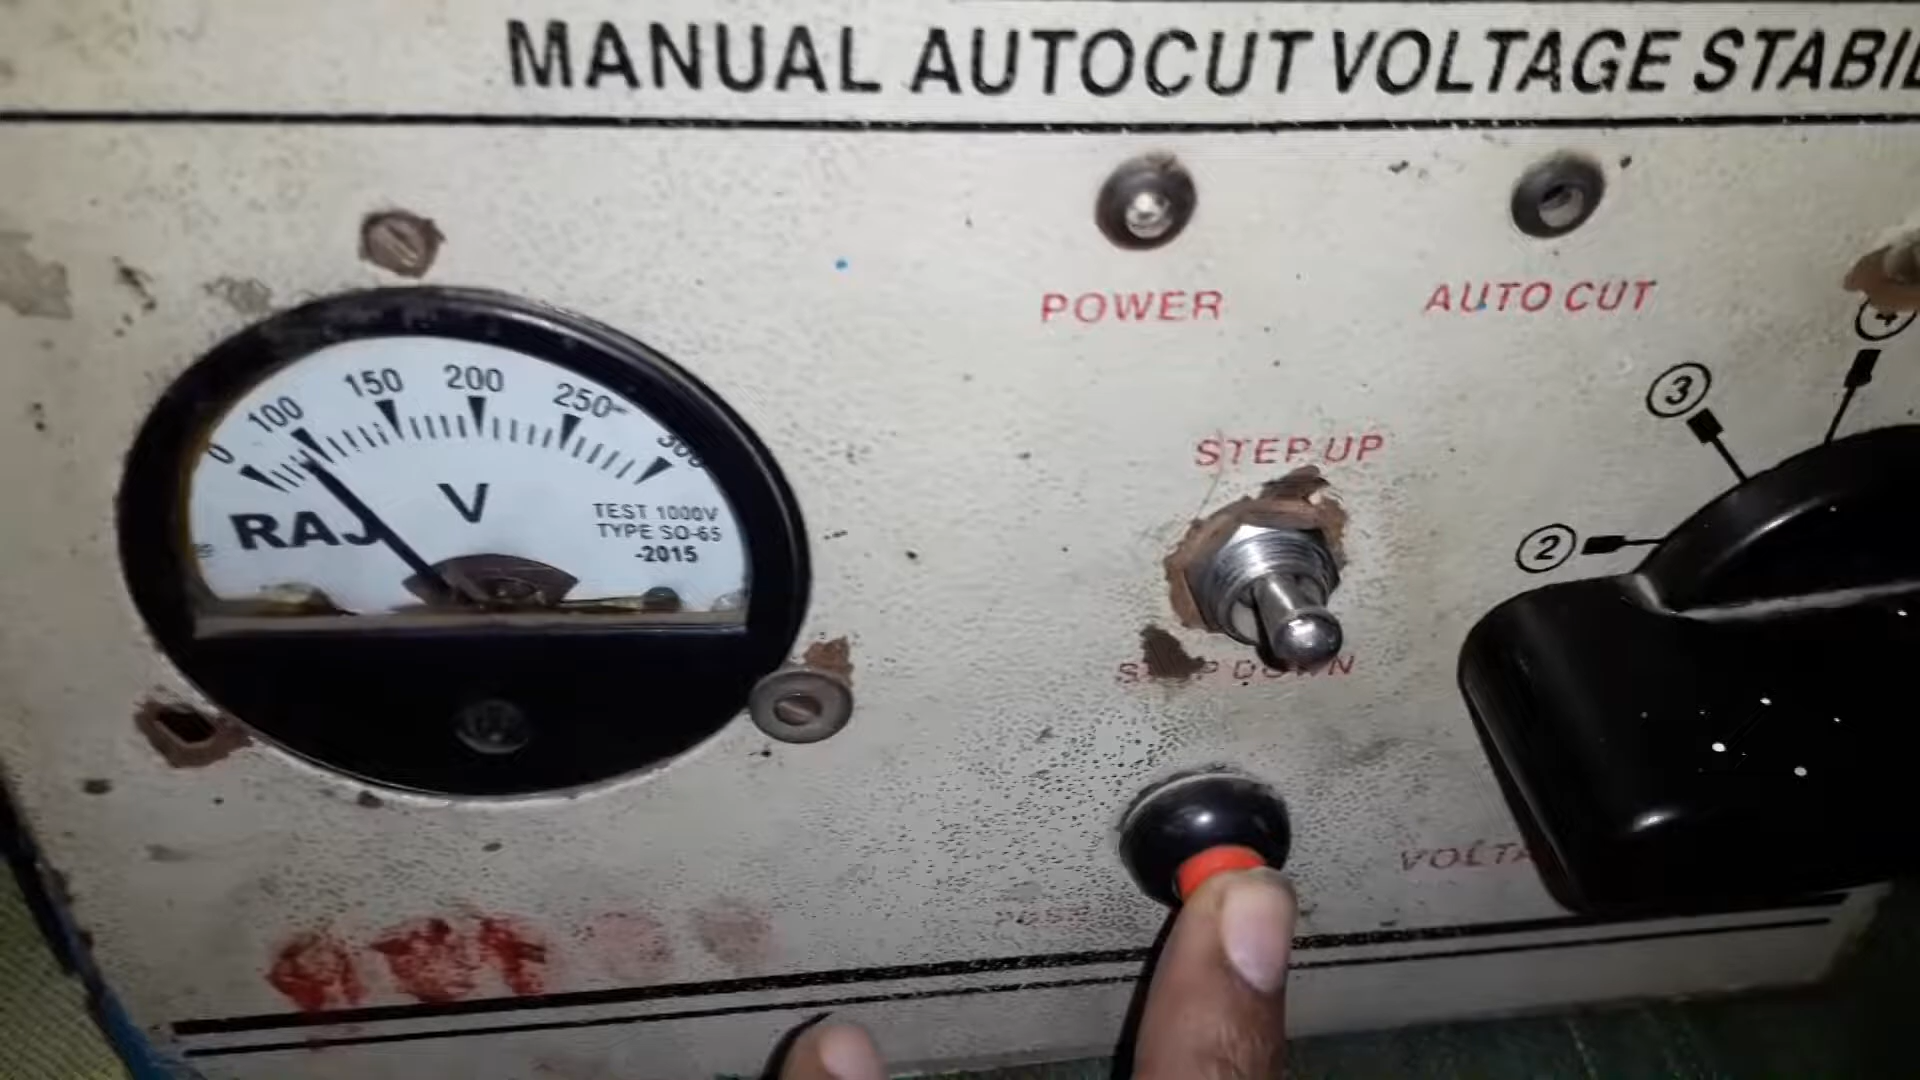 MANUAL AUTOCUT VOLTAGE STABIL
POWER
AUTO CUT
0 100 150 200 250 300
V
RAJ
TEST 1000V
TYPE SO-65
-2015
STEP UP
STEP DOWN
2
3
4
VOLTA